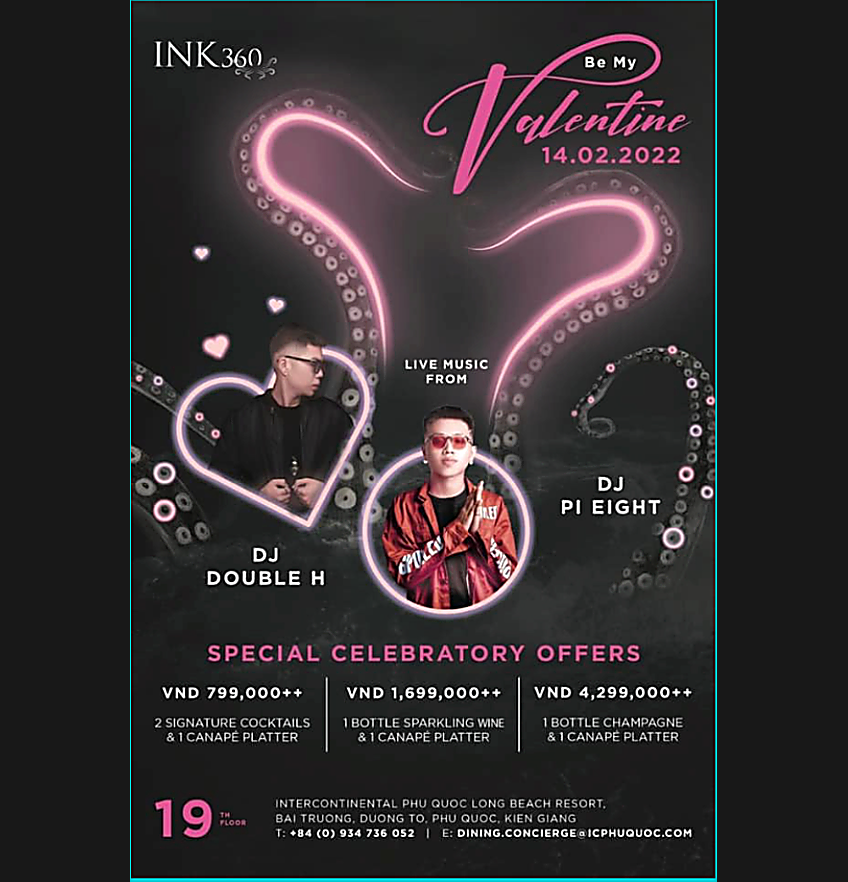 INK360
Be My
Valentine
14.02.2022
LIVE MUSIC
FROM
DJ
PI EIGHT
DJ
DOUBLE H
SPECIAL CELEBRATORY OFFERS
VND 799,000++
2 SIGNATURE COCKTAILS
& 1 CANAPÉ PLATTER
VND 1,699,000++
1 BOTTLE SPARKLING WINE
& 1 CANAPÉ PLATTER
VND 4,299,000++
1 BOTTLE CHAMPAGNE
& 1 CANAPÉ PLATTER
19 TH
FLOOR
INTERCONTINENTAL PHU QUOC LONG BEACH RESORT,
BAI TRUONG, DUONG TO, PHU QUOC, KIEN GIANG
T: +84 (0) 934 736 052 | E: DINING.CONCIERGE@ICPHUQUOC.COM